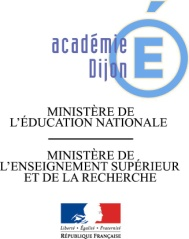 académie
Dijon
MINISTÈRE DE
L'ÉDUCATION NATIONALE
MINISTÈRE DE
L'ENSEIGNEMENT SUPÉRIEUR
ET DE LA RECHERCHE
Liberté • Égalité • Fraternité
RÉPUBLIQUE FRANÇAISE